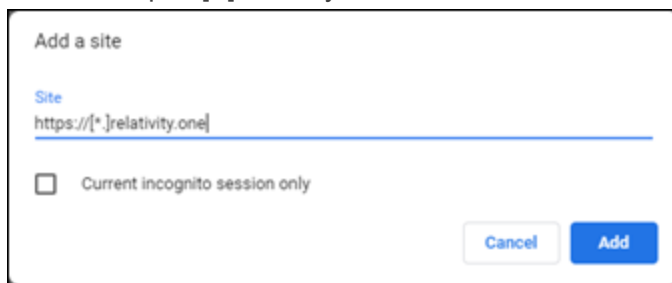 Add a site
Site
https://[*.]relativity.one
Current incognito session only
Cancel Add